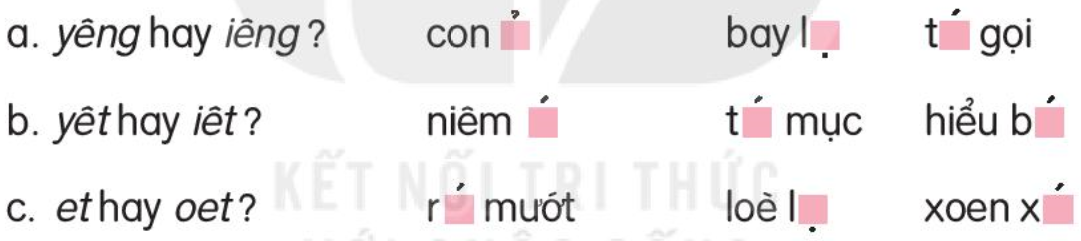 a. yêng hay iêng? con ̉ bay l ̣ t ́ gọi
b. yêt hay iêt? niêm ́ t ́ mục hiểu b ́
KẾT NỐI TRI THỨC
c. et hay oet? r ́ mướt loè l ̣ xoen x ́